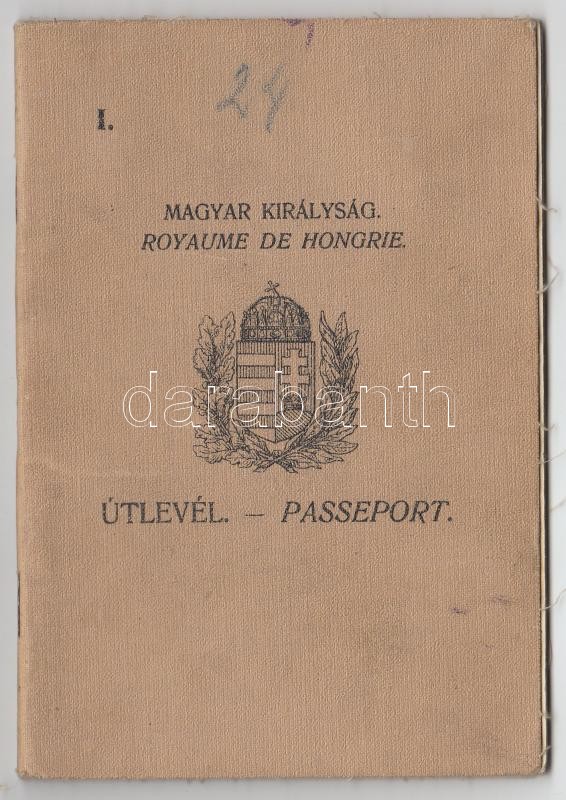 24
I.
MAGYAR KIRÁLYSÁG.
ROYAUME DE HONGRIE.
darabanth
ÚTLEVÉL. — PASSEPORT.